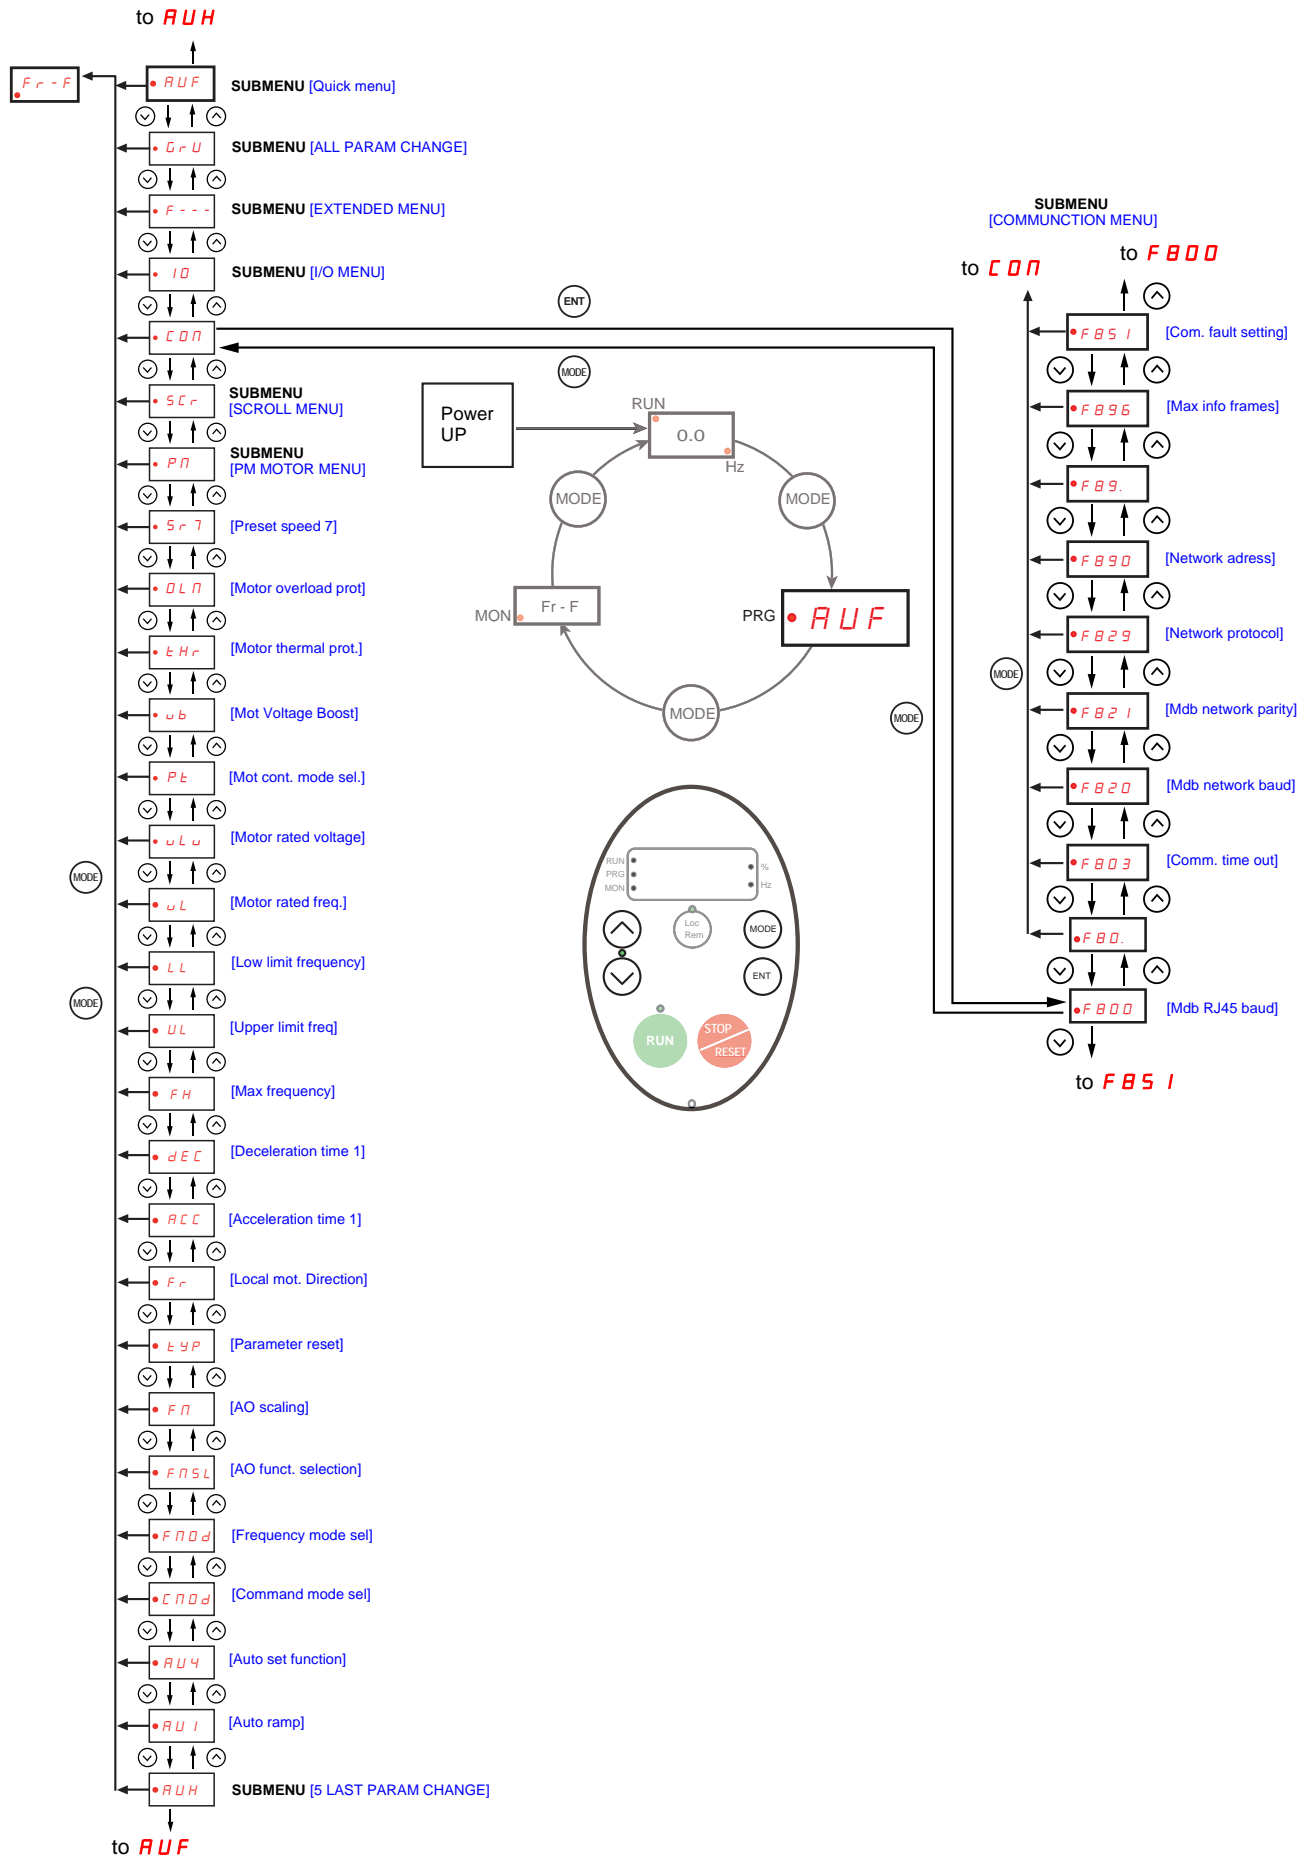 to AUH
Fr-F
AUF
SUBMENU [Quick menu]
GrU
SUBMENU [ALL PARAM CHANGE]
F---
SUBMENU [EXTENDED MENU]
IO
SUBMENU [I/O MENU]
COM
SCr
SUBMENU
[SCROLL MENU]
PM
SUBMENU
[PM MOTOR MENU]
Sr7
[Preset speed 7]
OLM
[Motor overload prot]
tHr
[Motor thermal prot.]
ub
[Mot Voltage Boost]
Pt
[Mot cont. mode sel.]
uLu
[Motor rated voltage]
MODE
uL
[Motor rated freq.]
LL
[Low limit frequency]
MODE
UL
[Upper limit freq]
FH
[Max frequency]
dEC
[Deceleration time 1]
ACC
[Acceleration time 1]
Fr
[Local mot. Direction]
tYP
[Parameter reset]
FM
[AO scaling]
FMSL
[AO funct. selection]
FMOd
[Frequency mode sel]
CMOd
[Command mode sel]
AU4
[Auto set function]
AU1
[Auto ramp]
AUH
SUBMENU [5 LAST PARAM CHANGE]
to AUF
ENT
MODE
Power
UP
RUN
0.0
Hz
MODE
MODE
MON
Fr - F
PRG
AUF
MODE
MODE
RUN
PRG
MON
%
Hz
Loc
Rem
MODE
ENT
RUN
STOP
RESET
SUBMENU
[COMMUNCTION MENU]
to COM
to F800
F851
[Com. fault setting]
F896
[Max info frames]
F89.
F890
[Network adress]
F829
[Network protocol]
MODE
F821
[Mdb network parity]
F820
[Mdb network baud]
F803
[Comm. time out]
F80.
F800
[Mdb RJ45 baud]
to F851